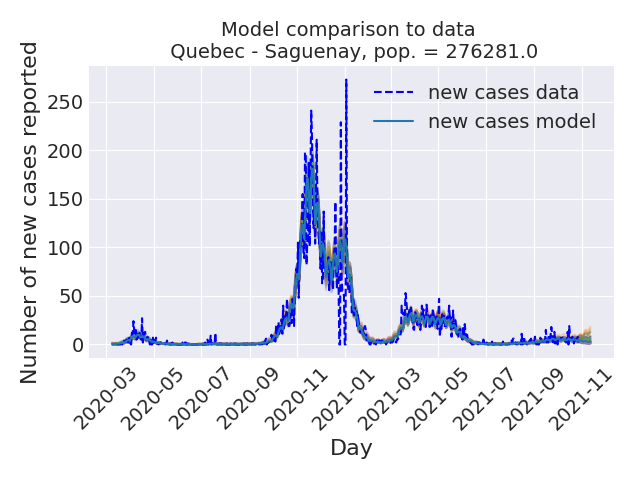 Model comparison to data
Quebec - Saguenay, pop. = 276281.0
Number of new cases reported
250
200
150
100
50
0
new cases data
new cases model
2020-03
2020-05
2020-07
2020-09
2020-11
2021-01
2021-03
2021-05
2021-07
2021-09
2021-11
Day